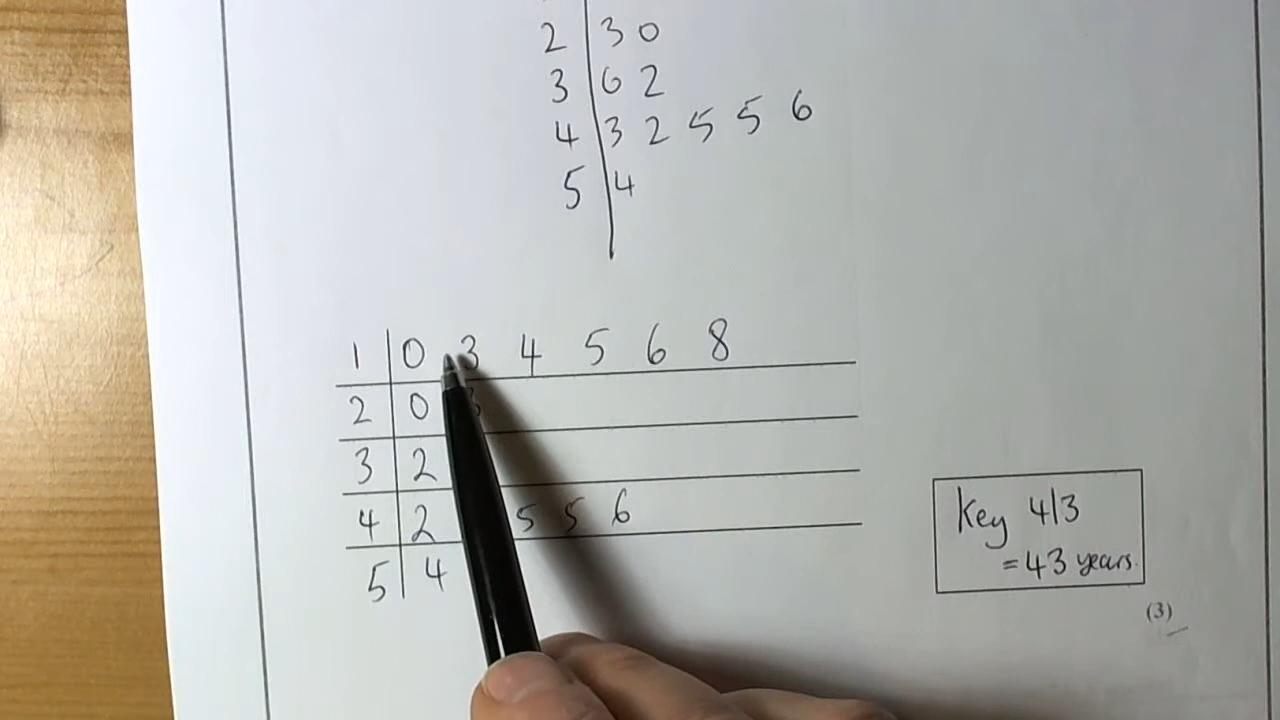 2 | 3 0
3 | 6 2
4 | 3 2 5 5 6
5 | 4
1 | 0 3 4 5 6 8
2 | 0 3
3 | 2
4 | 2 5 5 6
5 | 4
Key 4|3
= 43 years.
(3)